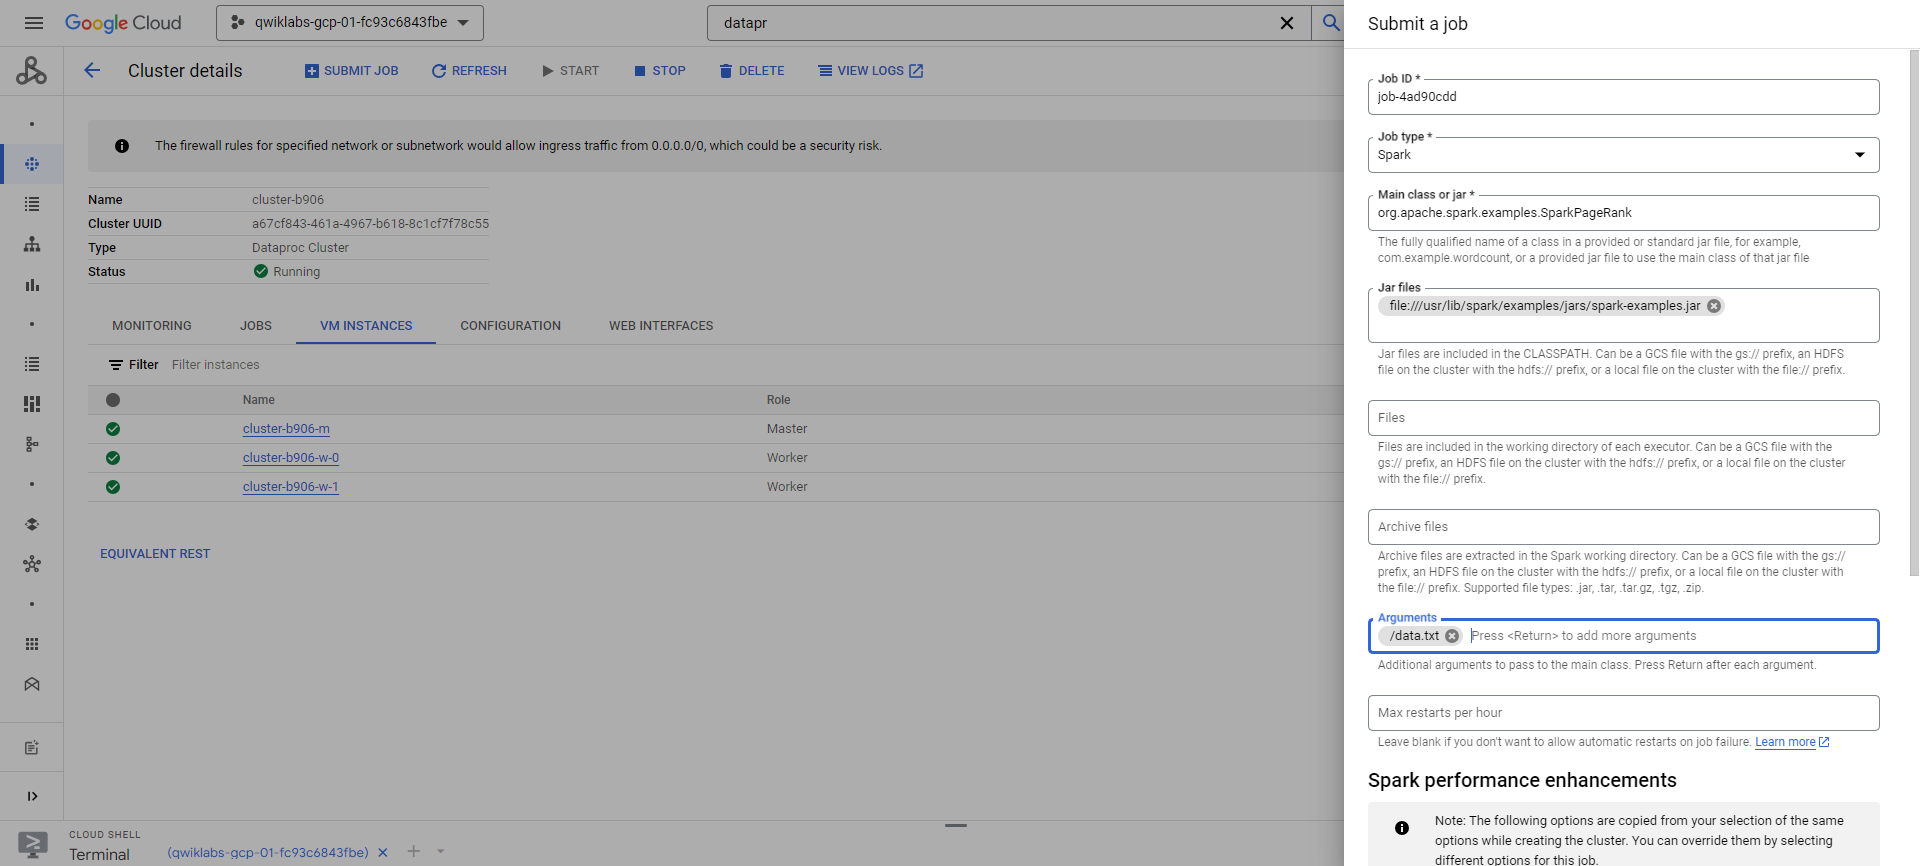 Google Cloud
qwiklabs-gcp-01-fc93c6843fbe
datapr
Cluster details
SUBMIT JOB
REFRESH
START
STOP
DELETE
VIEW LOGS
The firewall rules for specified network or subnetwork would allow ingress traffic from 0.0.0.0/0, which could be a security risk.
Name cluster-b906
Cluster UUID a67cf843-461a-4967-b618-8c1cf7f78c55
Type Dataproc Cluster
Status Running
MONITORING JOBS VM INSTANCES CONFIGURATION WEB INTERFACES
Filter Filter instances
Name Role
cluster-b906-m Master
cluster-b906-w-0 Worker
cluster-b906-w-1 Worker
EQUIVALENT REST
CLOUD SHELL
Terminal (qwiklabs-gcp-01-fc93c6843fbe)
Submit a job
Job ID *
job-4ad90cdd
Job type *
Spark
Main class or jar *
org.apache.spark.examples.SparkPageRank
The fully qualified name of a class in a provided or standard jar file, for example,
com.example.wordcount, or a provided jar file to use the main class of that jar file
Jar files
file:///usr/lib/spark/examples/jars/spark-examples.jar
Jar files are included in the CLASSPATH. Can be a GCS file with the gs:// prefix, an HDFS
file on the cluster with the hdfs:// prefix, or a local file on the cluster with the file:// prefix.
Files
Files are included in the working directory of each executor. Can be a GCS file with the
gs:// prefix, an HDFS file on the cluster with the hdfs:// prefix, or a local file on the cluster
with the file:// prefix.
Archive files
Archive files are extracted in the Spark working directory. Can be a GCS file with the gs://
prefix, an HDFS file on the cluster with the hdfs:// prefix, or a local file on the cluster with
the file:// prefix. Supported file types: .jar, .tar, .tar.gz, .tgz, .zip.
Arguments
/data.txt Press <Return> to add more arguments
Additional arguments to pass to the main class. Press Return after each argument.
Max restarts per hour
Leave blank if you don't want to allow automatic restarts on job failure. Learn more
Spark performance enhancements
Note: The following options are copied from your selection of the same
options while creating the cluster. You can override them by selecting
different options for this job.